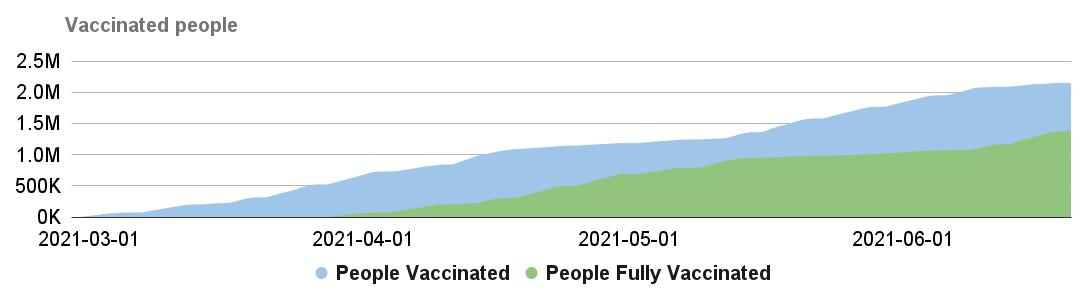 Vaccinated people
2.5M
2.0M
1.5M
1.0M
500K
0K
2021-03-01 2021-04-01 2021-05-01 2021-06-01
People Vaccinated People Fully Vaccinated